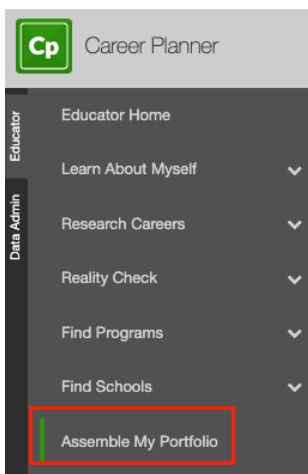 Cp Career Planner
Educator
Data Admin
Educator Home
Learn About Myself
Research Careers
Reality Check
Find Programs
Find Schools
Assemble My Portfolio